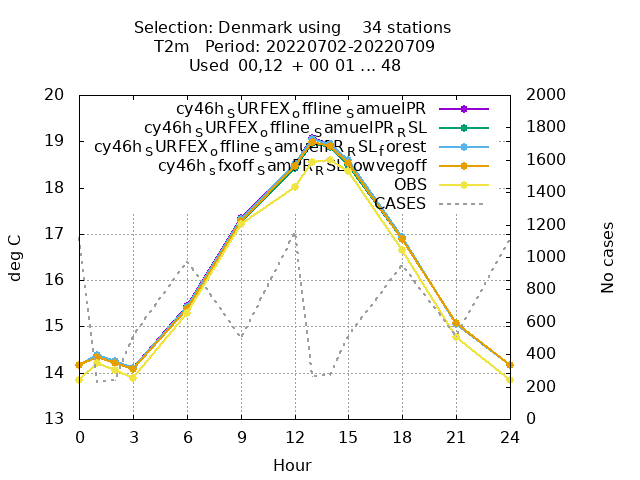 Selection: Denmark using 34 stations
T2m Period: 20220702-20220709
Used 00,12 + 00 01 ... 48
cy46h_SURFEX_offline_SamuelPR
cy46h_SURFEX_offline_SamuelPR_RSL
cy46h_SURFEX_offline_SamuelPR_RSL_forest
cy46h_sfxoff_SamPR_RSLlowvegoff
OBS
CASES
deg C
No cases
20
19
18
17
16
15
14
13
2000
1800
1600
1400
1200
1000
800
600
400
200
0
0 3 6 9 12 15 18 21 24
Hour